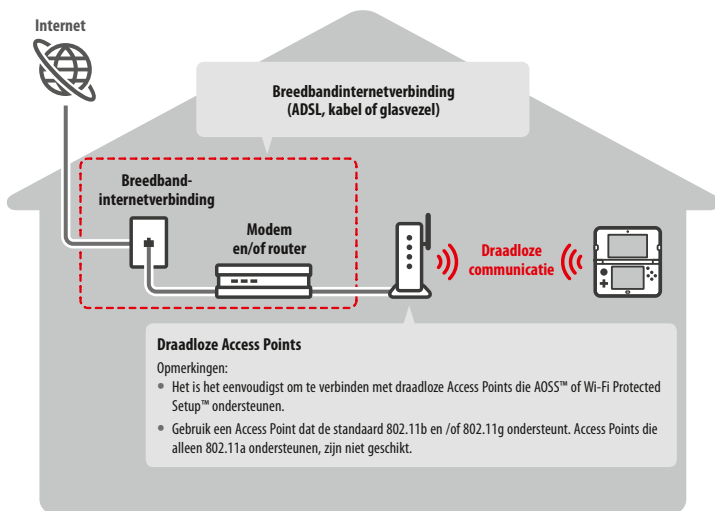 Internet
Breedbandinternetverbinding
(ADSL, kabel of glasvezel)
Breedband-
internetverbinding
Modem
en/of router
Draadloze
communicatie
Draadloze Access Points
Opmerkingen:
• Het is het eenvoudigst om te verbinden met draadloze Access Points die AOSS™ of Wi-Fi Protected
Setup™ ondersteunen.
• Gebruik een Access Point dat de standaard 802.11b en /of 802.11g ondersteunt. Access Points die
alleen 802.11a ondersteunen, zijn niet geschikt.